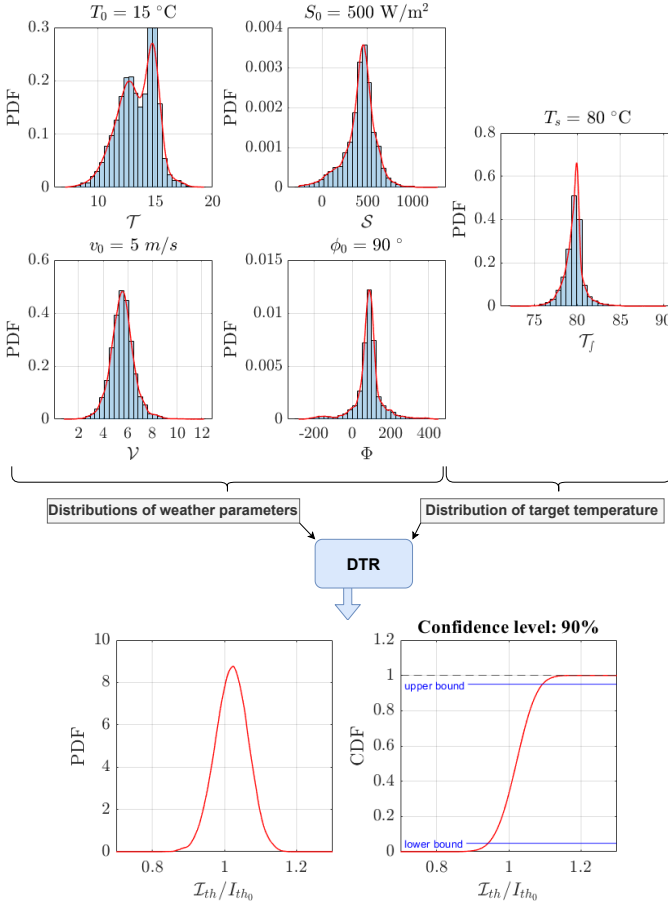 T₀ = 15 °C
PDF
0.3
0.2
0.1
0
10
15
20
𝒯
S₀ = 500 W/m²
PDF
0.004
0.003
0.002
0.001
0
0
500
1000
𝒮
T_s = 80 °C
PDF
0.8
0.6
0.4
0.2
0
75
80
85
90
𝒯_f
v₀ = 5 m/s
PDF
0.6
0.4
0.2
0
2
4
6
8
10
12
𝒱
ϕ₀ = 90 °
PDF
0.015
0.01
0.005
0
-200
0
200
400
Φ
Distributions of weather parameters
Distribution of target temperature
DTR
PDF
10
8
6
4
2
0
0.8
1
1.2
ℐ_th/I_th₀
Confidence level: 90%
CDF
1.2
1
0.8
0.6
0.4
0.2
0
upper bound
lower bound
0.8
1
1.2
ℐ_th/I_th₀